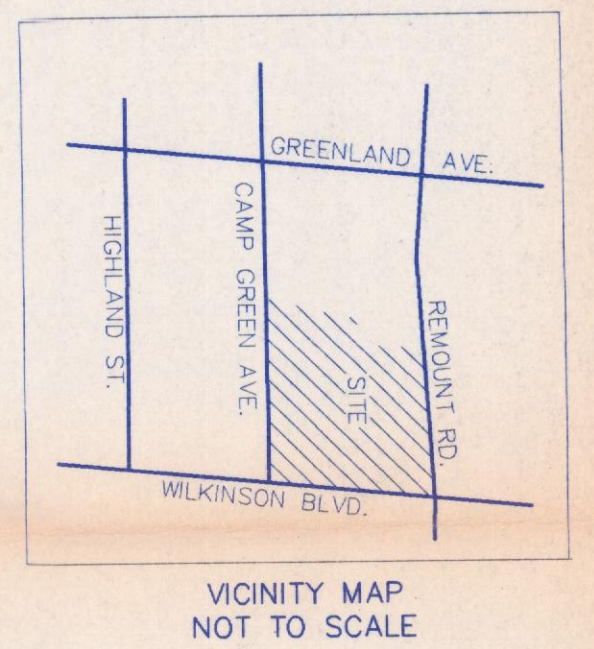 GREENLAND AVE.
HIGHLAND ST.
CAMP GREEN AVE.
REMOUNT RD.
SITE
WILKINSON BLVD.
VICINITY MAP
NOT TO SCALE